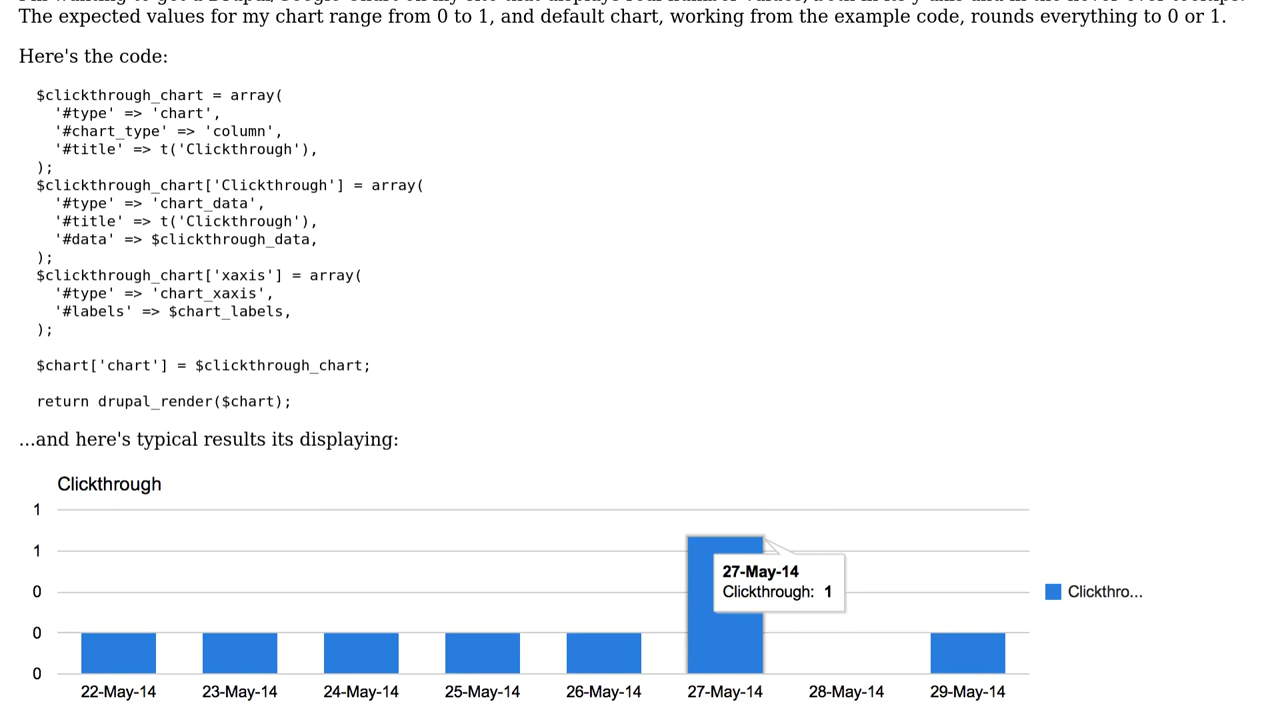 The expected values for my chart range from 0 to 1, and default chart, working from the example code, rounds everything to 0 or 1.
Here's the code:
$clickthrough_chart = array(
'#type' => 'chart',
'#chart_type' => 'column',
'#title' => t('Clickthrough'),
);
$clickthrough_chart['Clickthrough'] = array(
'#type' => 'chart_data',
'#title' => t('Clickthrough'),
'#data' => $clickthrough_data,
);
$clickthrough_chart['xaxis'] = array(
'#type' => 'chart_xaxis',
'#labels' => $chart_labels,
);
$chart['chart'] = $clickthrough_chart;
return drupal_render($chart);
...and here's typical results its displaying:
Clickthrough
1
1
27-May-14
0
Clickthrough: 1
Clickthro...
0
0
22-May-14 23-May-14 24-May-14 25-May-14 26-May-14 27-May-14 28-May-14 29-May-14